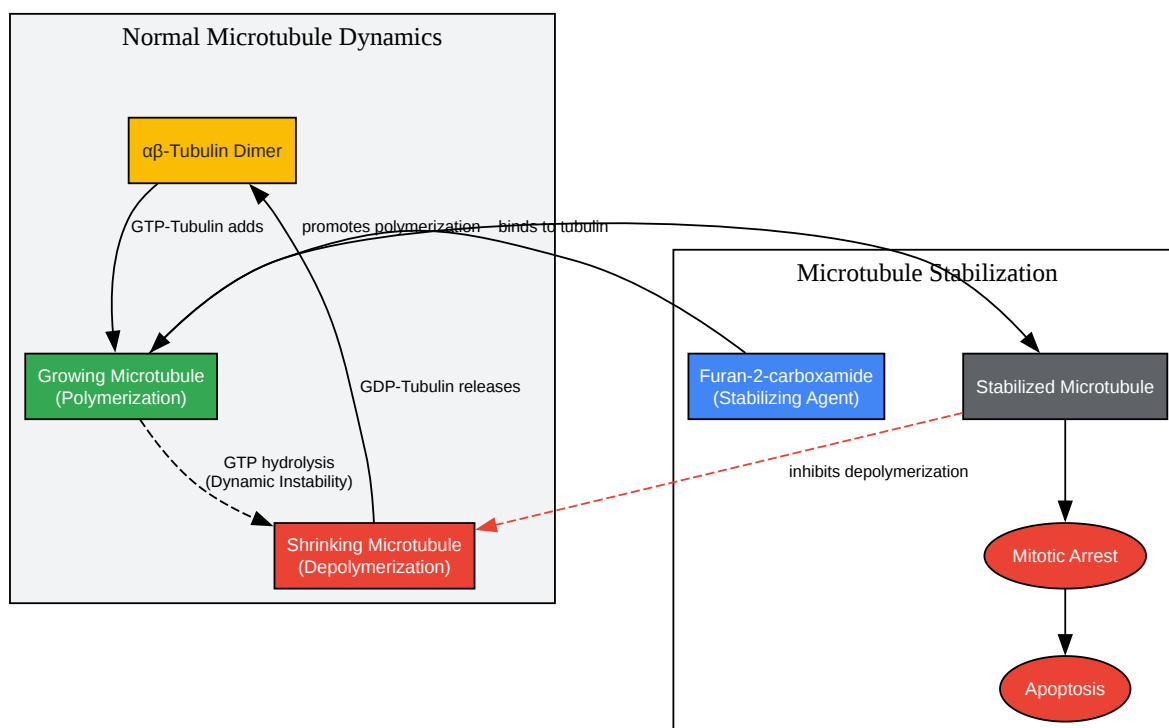 Normal Microtubule Dynamics
αβ-Tubulin Dimer
GTP-Tubulin adds
promotes polymerization
binds to tubulin
Microtubule Stabilization
Growing Microtubule
(Polymerization)
GDP-Tubulin releases
Furan-2-carboxamide
(Stabilizing Agent)
Stabilized Microtubule
GTP hydrolysis
(Dynamic Instability)
inhibits depolymerization
Shrinking Microtubule
(Depolymerization)
Mitotic Arrest
Apoptosis